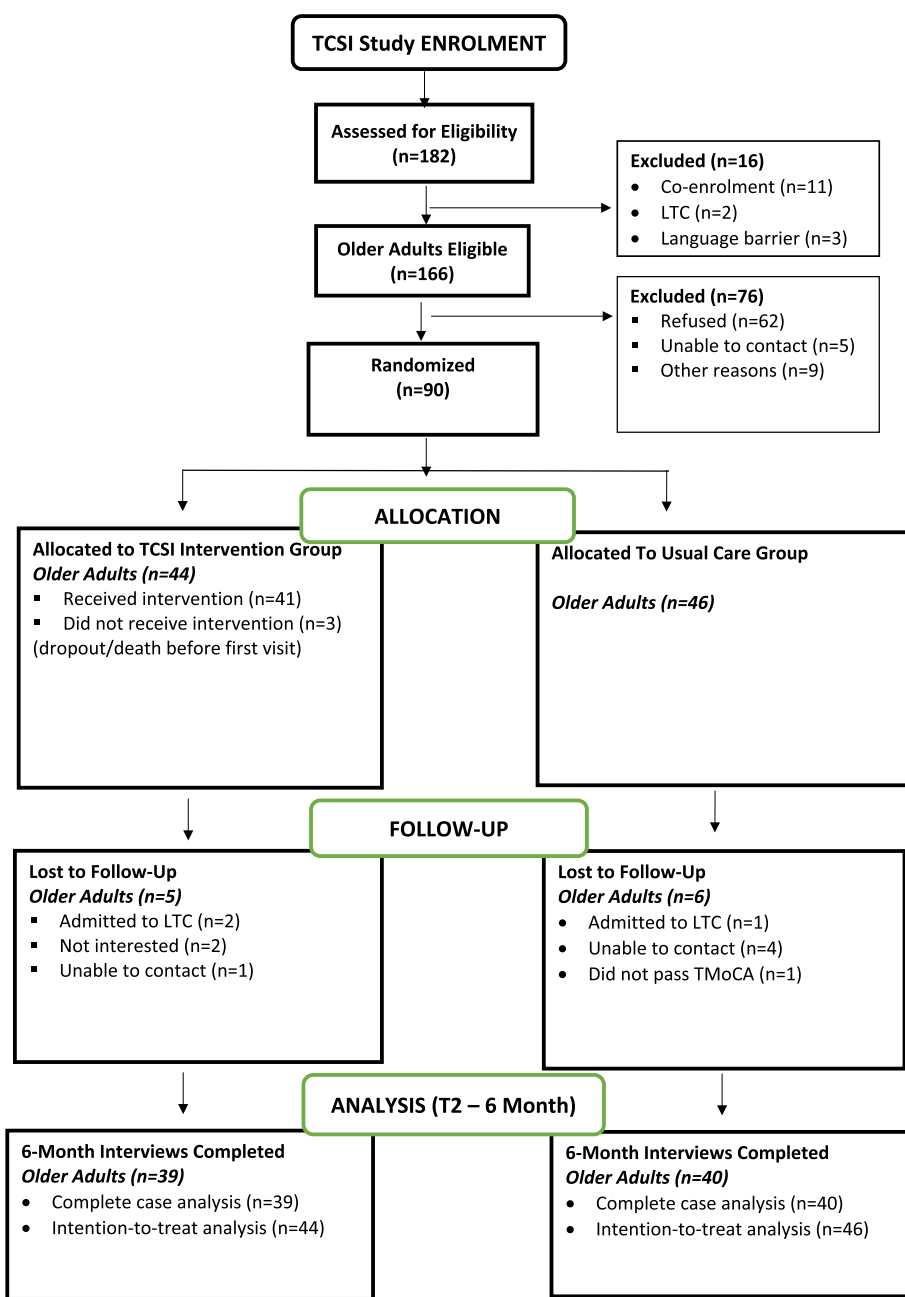 TCSI Study ENROLMENT
Assessed for Eligibility
(n=182)
Excluded (n=16)
● Co-enrolment (n=11)
● LTC (n=2)
● Language barrier (n=3)
Older Adults Eligible
(n=166)
Excluded (n=76)
▪ Refused (n=62)
▪ Unable to contact (n=5)
▪ Other reasons (n=9)
Randomized
(n=90)
ALLOCATION
Allocated to TCSI Intervention Group
Older Adults (n=44)
▪ Received intervention (n=41)
▪ Did not receive intervention (n=3)
(dropout/death before first visit)
Allocated To Usual Care Group
Older Adults (n=46)
FOLLOW-UP
Lost to Follow-Up
Older Adults (n=5)
▪ Admitted to LTC (n=2)
▪ Not interested (n=2)
▪ Unable to contact (n=1)
Lost to Follow-Up
Older Adults (n=6)
● Admitted to LTC (n=1)
● Unable to contact (n=4)
● Did not pass TMoCA (n=1)
ANALYSIS (T2 – 6 Month)
6-Month Interviews Completed
Older Adults (n=39)
● Complete case analysis (n=39)
● Intention-to-treat analysis (n=44)
6-Month Interviews Completed
Older Adults (n=40)
● Complete case analysis (n=40)
● Intention-to-treat analysis (n=46)